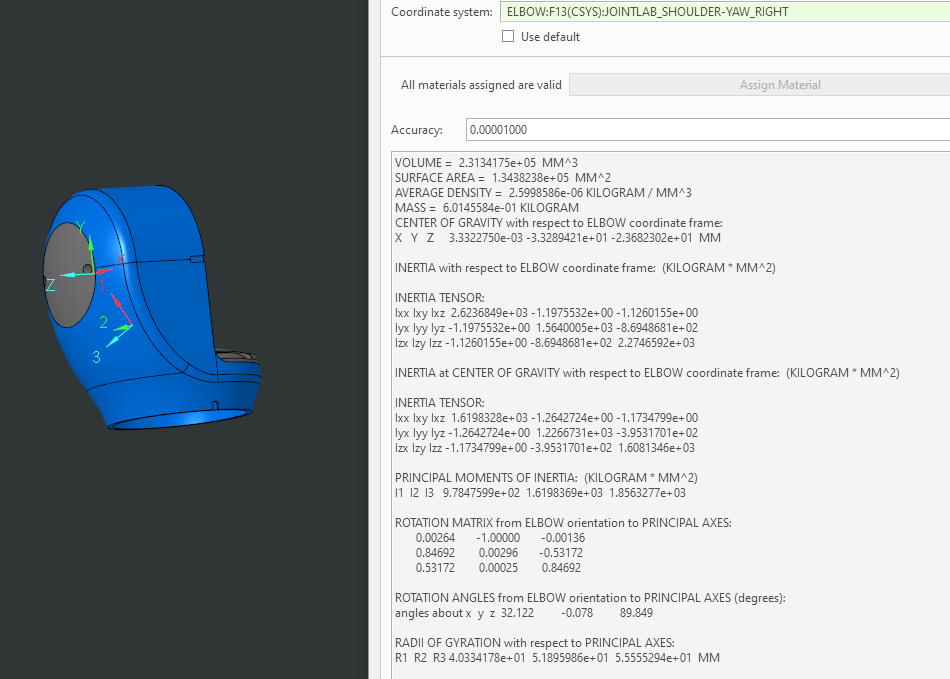 Coordinate system: ELBOW:F13(CSYS):JOINTLAB_SHOULDER-YAW_RIGHT
Use default
All materials assigned are valid Assign Material
Accuracy: 0.00001000
VOLUME = 2.3134175e+05 MM^3
SURFACE AREA = 1.3438238e+05 MM^2
AVERAGE DENSITY = 2.5998586e-06 KILOGRAM / MM^3
MASS = 6.0145584e-01 KILOGRAM
CENTER OF GRAVITY with respect to ELBOW coordinate frame:
X Y Z 3.3322750e-03 -3.3289421e+01 -2.3682302e+01 MM
INERTIA with respect to ELBOW coordinate frame: (KILOGRAM * MM^2)
INERTIA TENSOR:
Ixx Ixy Ixz 2.6236849e+03 -1.1975532e+00 -1.1260155e+00
Iyx Iyy Iyz -1.1975532e+00 1.5640005e+03 -8.6948681e+02
Izx Izy Izz -1.1260155e+00 -8.6948681e+02 2.2746592e+03
INERTIA at CENTER OF GRAVITY with respect to ELBOW coordinate frame: (KILOGRAM * MM^2)
INERTIA TENSOR:
Ixx Ixy Ixz 1.6198328e+03 -1.2642724e+00 -1.1734799e+00
Iyx Iyy Iyz -1.2642724e+00 1.2266731e+03 -3.9531701e+02
Izx Izy Izz -1.1734799e+00 -3.9531701e+02 1.6081346e+03
PRINCIPAL MOMENTS OF INERTIA: (KILOGRAM * MM^2)
I1 I2 I3 9.7847599e+02 1.6198369e+03 1.8563277e+03
ROTATION MATRIX from ELBOW orientation to PRINCIPAL AXES:
0.00264 -1.00000 -0.00136
0.84692 0.00296 -0.53172
0.53172 0.00025 0.84692
ROTATION ANGLES from ELBOW orientation to PRINCIPAL AXES (degrees):
angles about x y z 32.122 -0.078 89.849
RADII OF GYRATION with respect to PRINCIPAL AXES:
R1 R2 R3 4.0334178e+01 5.1895986e+01 5.5555294e+01 MM
Y
X
Z
1
2
3